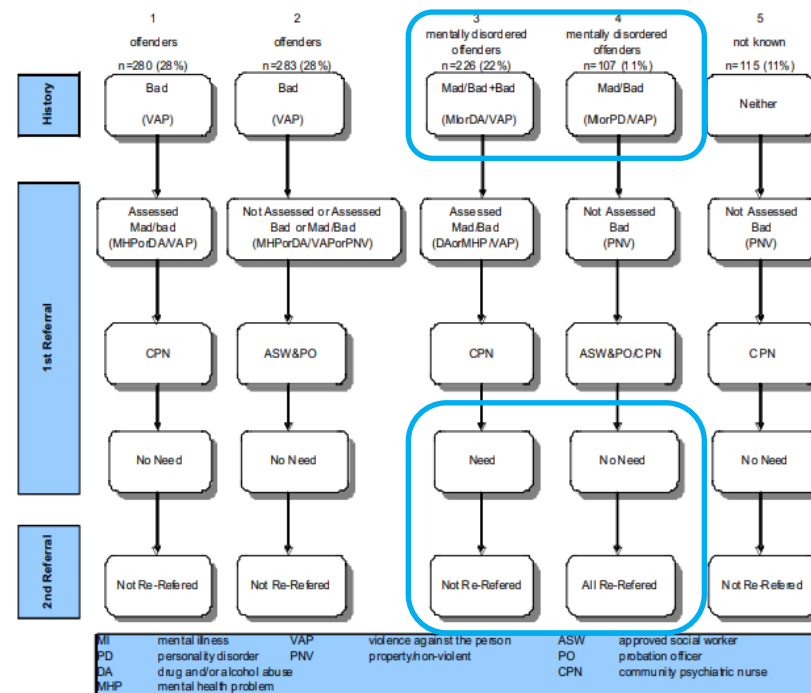 1 2 3 4 5
offenders offenders mentally disordered offenders mentally disordered offenders not known
n=280 (28%) n=283 (28%) n=226 (22%) n=107 (11%) n=115 (11%)
History
Bad (VAP)
Bad (VAP)
Mad/Bad+Bad (MIorDA/VAP)
Mad/Bad (MIorPD/VAP)
Neither
1st Referral
Assessed Mad/bad (MHPorDA/VAP)
Not Assessed or Assessed Bad or Mad/Bad (MHPorDA/VAPorPNV)
Assessed Mad/Bad (DAorMHP/VAP)
Not Assessed Bad (PNV)
Not Assessed Bad (PNV)
CPN
ASW&PO
CPN
ASW&PO/CPN
CPN
No Need
No Need
Need
No Need
No Need
2nd Referral
Not Re-Refered
Not Re-Refered
Not Re-Refered
All Re-Refered
Not Re-Refered
MI mental illness VAP violence against the person ASW approved social worker
PD personality disorder PNV property/non-violent PO probation officer
DA drug and/or alcohol abuse CPN community psychiatric nurse
MHP mental health problem